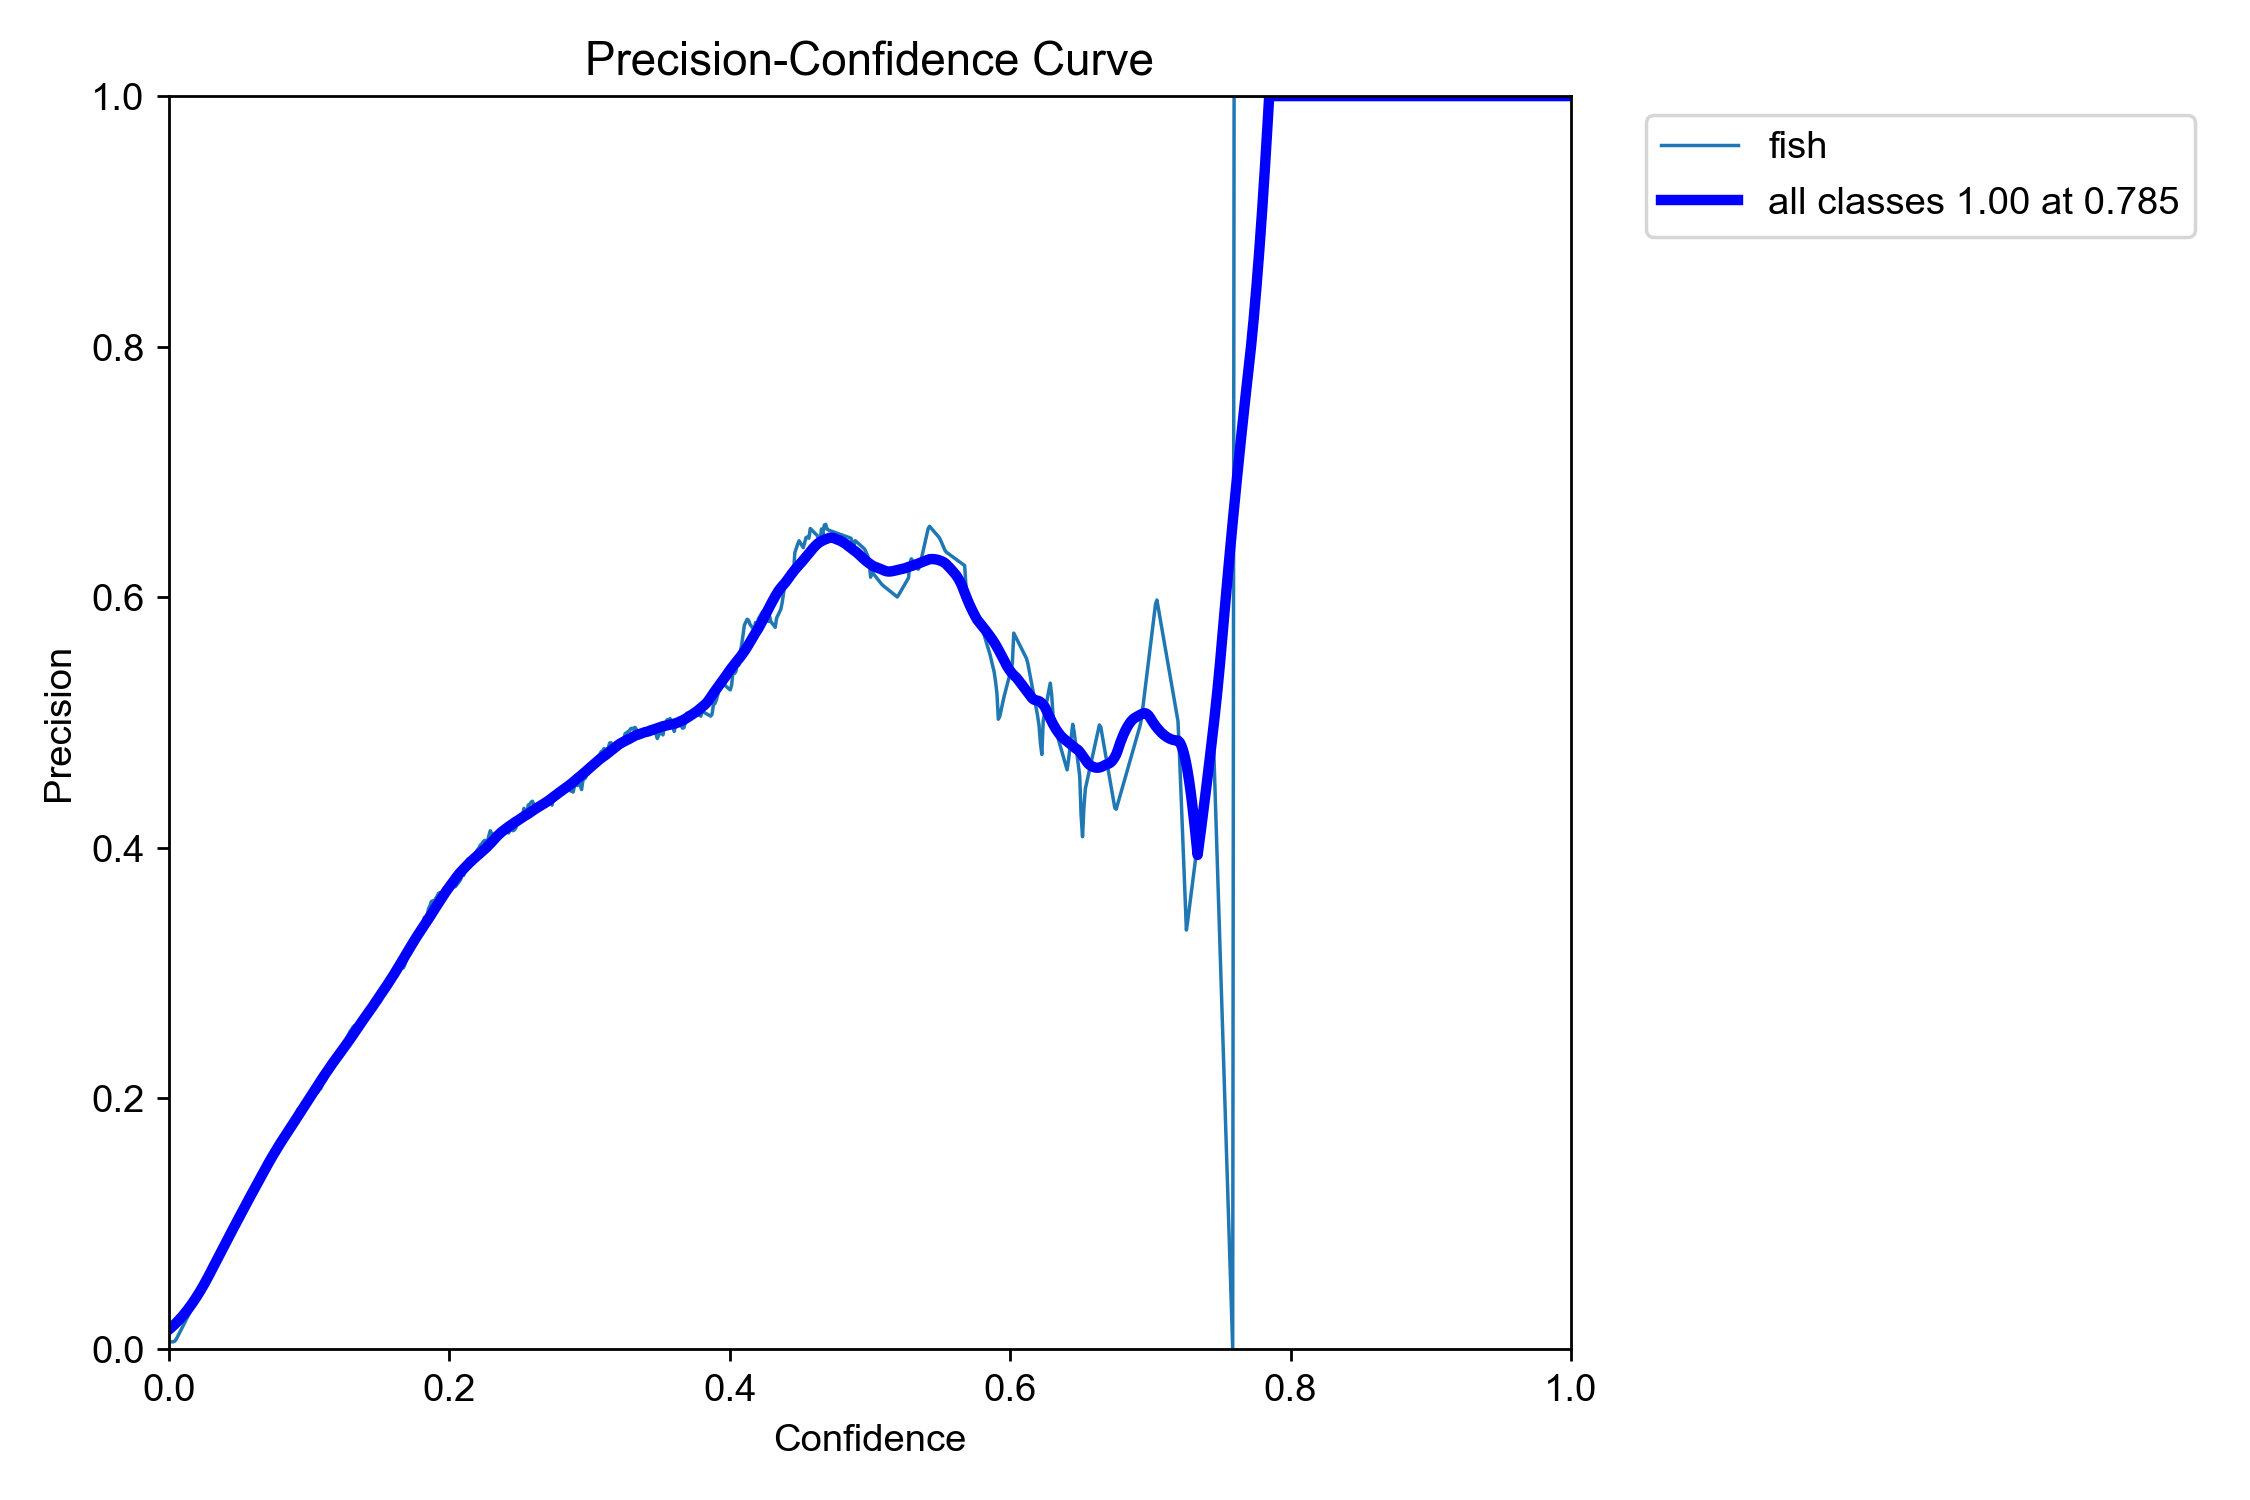 Precision-Confidence Curve
1.0
0.8
0.6
0.4
0.2
0.0
Precision
0.0 0.2 0.4 0.6 0.8 1.0
Confidence
fish
all classes 1.00 at 0.785